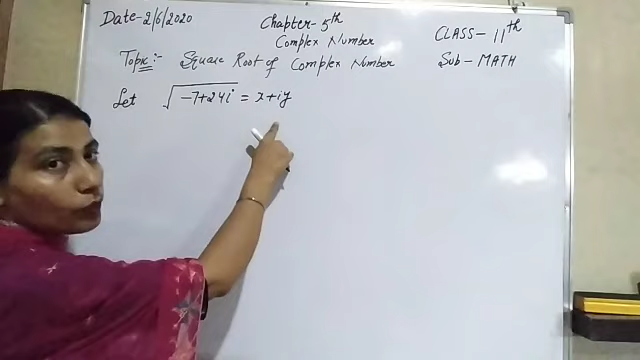 Date-2/6/2020
Chapter-5th
Complex Number
CLASS-11th
Topic:- Square Root of Complex Number
Sub-MATH
Let √-7+24i = x+iy